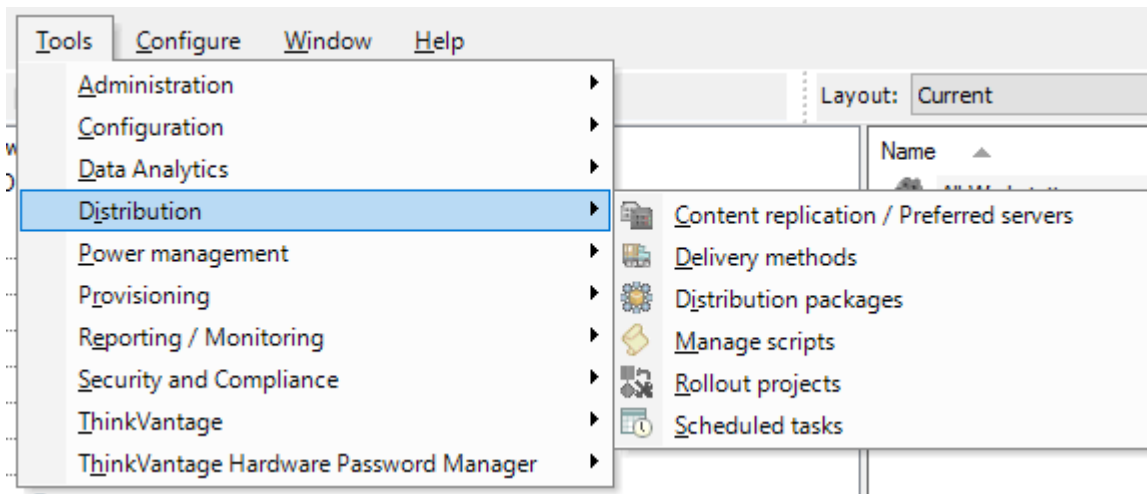 Tools Configure Window Help
Administration
Layout: Current
Configuration
Data Analytics
Name
Distribution
Content replication / Preferred servers
Power management
Delivery methods
Provisioning
Distribution packages
Reporting / Monitoring
Manage scripts
Security and Compliance
Rollout projects
ThinkVantage
Scheduled tasks
ThinkVantage Hardware Password Manager